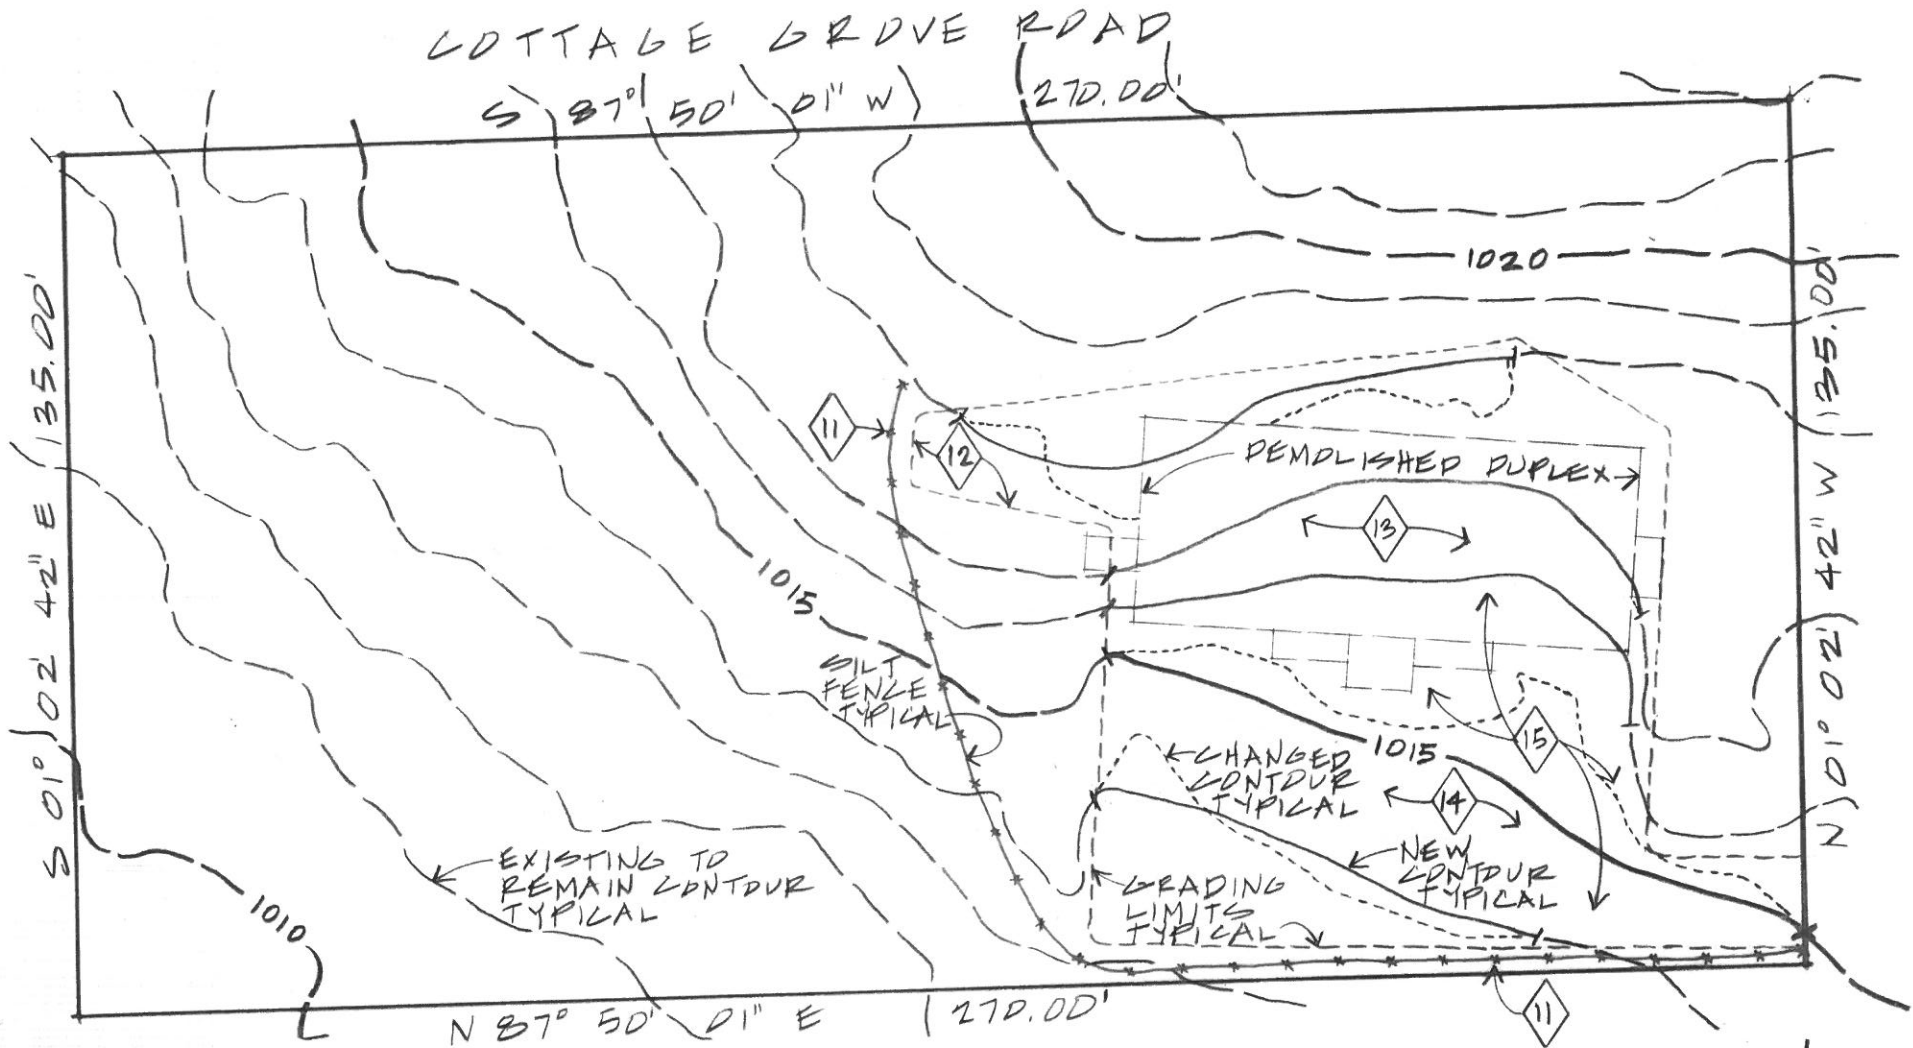 COTTAGE GROVE ROAD
S 87° 50' 01" W
270.00'
1020
S 01° 02' 42" E 135.00'
N 01° 02' 42" W 135.00'
11
12
DEMOLISHED DUPLEX
13
1015
SILT
FENCE
TYPICAL
15
1015
CHANGED
CONTOUR
TYPICAL
14
NEW
CONTOUR
TYPICAL
EXISTING TO
REMAIN CONTOUR
TYPICAL
GRADING
LIMITS
TYPICAL
1010
N 87° 50' 01" E
270.00'
11